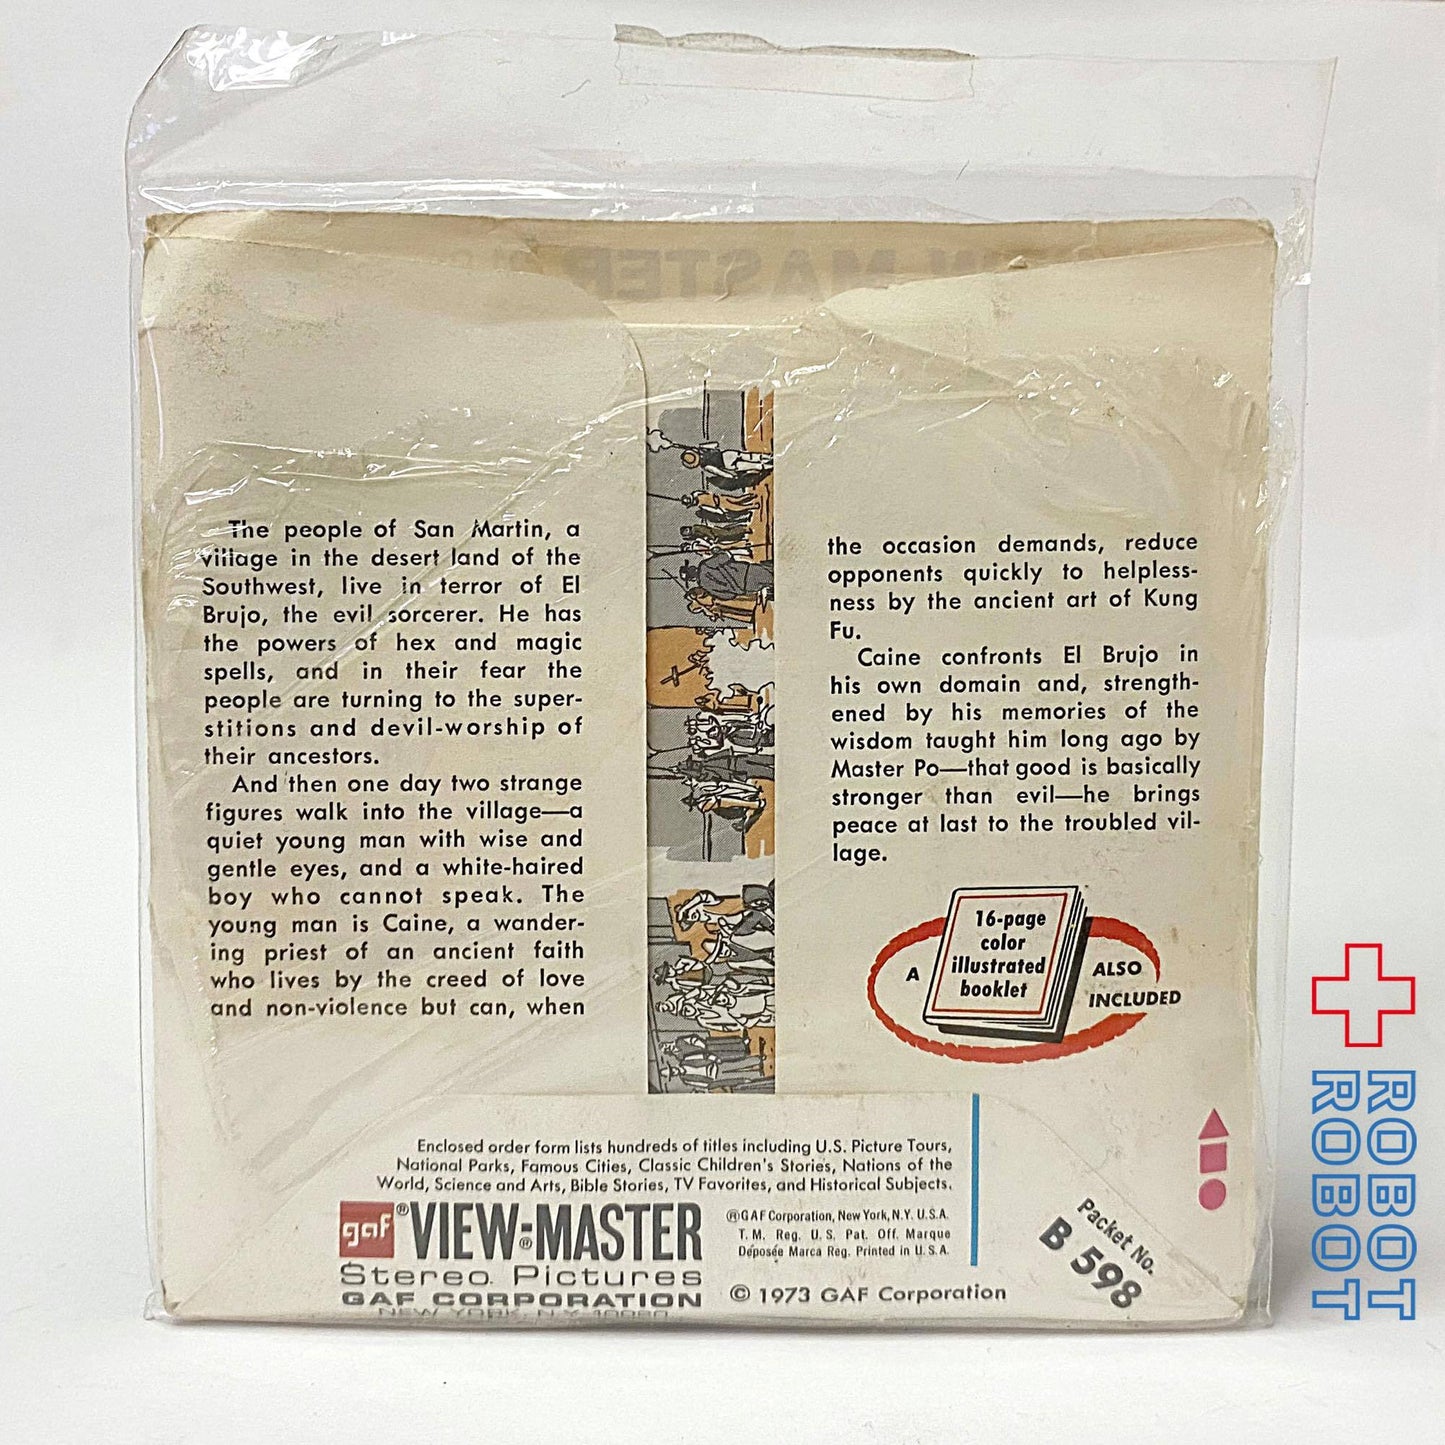 The people of San Martin, a
village in the desert land of the
Southwest, live in terror of El
Brujo, the evil sorcerer. He has
the powers of hex and magic
spells, and in their fear the
people are turning to the super-
stitions and devil-worship of
their ancestors.
And then one day two strange
figures walk into the village—a
quiet young man with wise and
gentle eyes, and a white-haired
boy who cannot speak. The
young man is Caine, a wander-
ing priest of an ancient faith
who lives by the creed of love
and non-violence but can, when
the occasion demands, reduce
opponents quickly to helpless-
ness by the ancient art of Kung
Fu.
Caine confronts El Brujo in
his own domain and, strength-
ened by his memories of the
wisdom taught him long ago by
Master Po—that good is basically
stronger than evil—he brings
peace at last to the troubled vil-
lage.
A
16-page
color
illustrated
booklet
ALSO
INCLUDED
Enclosed order form lists hundreds of titles including U.S. Picture Tours,
National Parks, Famous Cities, Classic Children's Stories, Nations of the
World, Science and Arts, Bible Stories, TV Favorites, and Historical Subjects.
gaf ® VIEW-MASTER ®
Stereo Pictures
GAF CORPORATION
NEW YORK, N.Y. 10020
® GAF Corporation, New York, N.Y. U.S.A.
T. M. Reg. U. S. Pat. Off. Marque
Déposée Marca Reg. Printed in U. S. A.
© 1973 GAF Corporation
Packet No.
B 598
ROBOT
ROBOT